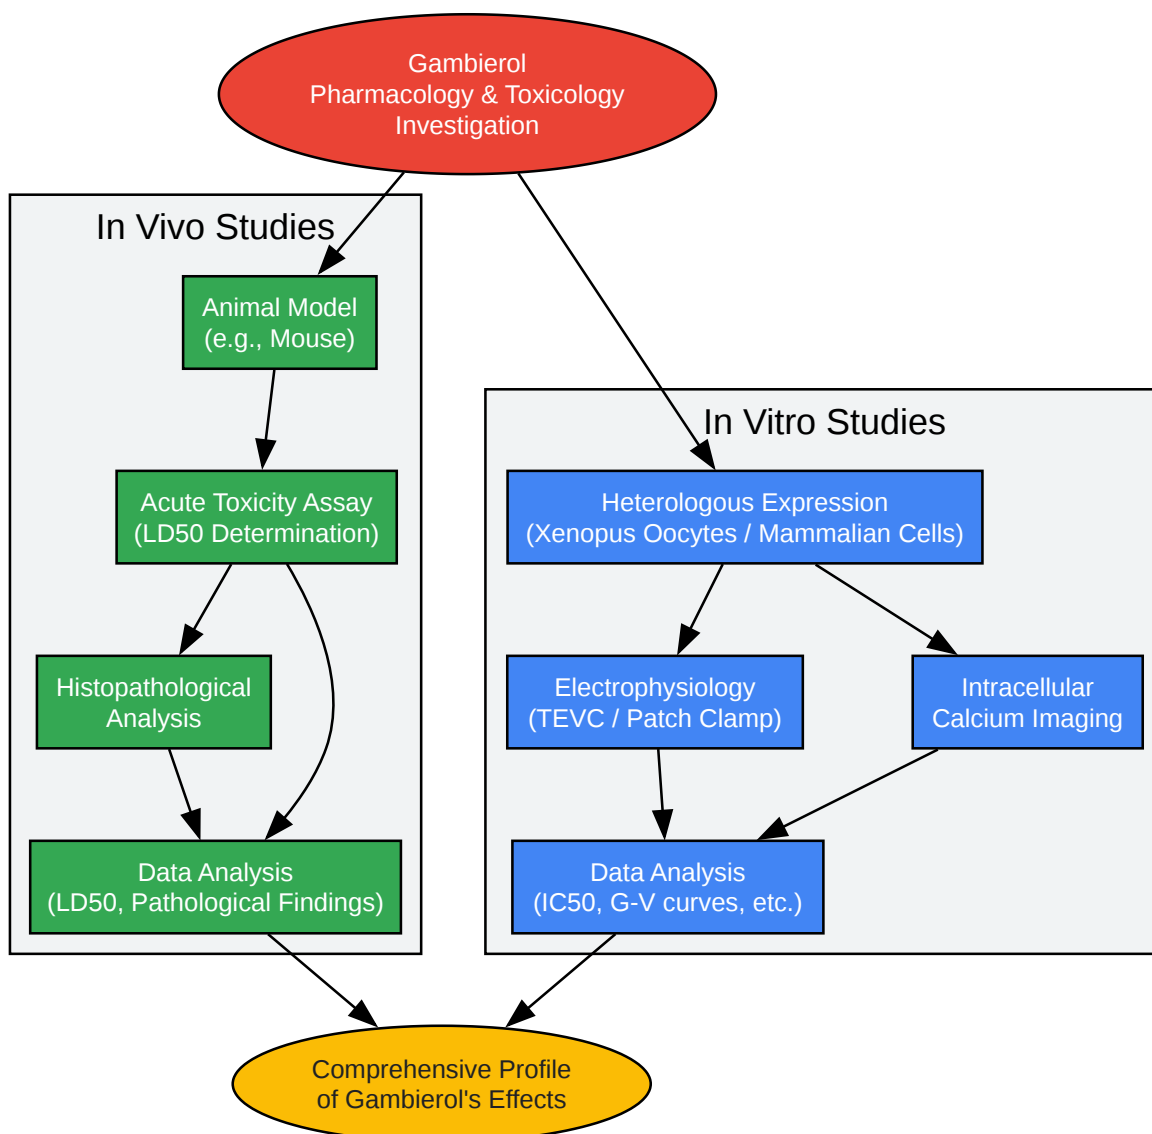 Gambierol
Pharmacology & Toxicology
Investigation
In Vivo Studies
Animal Model
(e.g., Mouse)
Acute Toxicity Assay
(LD50 Determination)
Histopathological
Analysis
Data Analysis
(LD50, Pathological Findings)
In Vitro Studies
Heterologous Expression
(Xenopus Oocytes / Mammalian Cells)
Electrophysiology
(TEVC / Patch Clamp)
Intracellular
Calcium Imaging
Data Analysis
(IC50, G-V curves, etc.)
Comprehensive Profile
of Gambierol's Effects